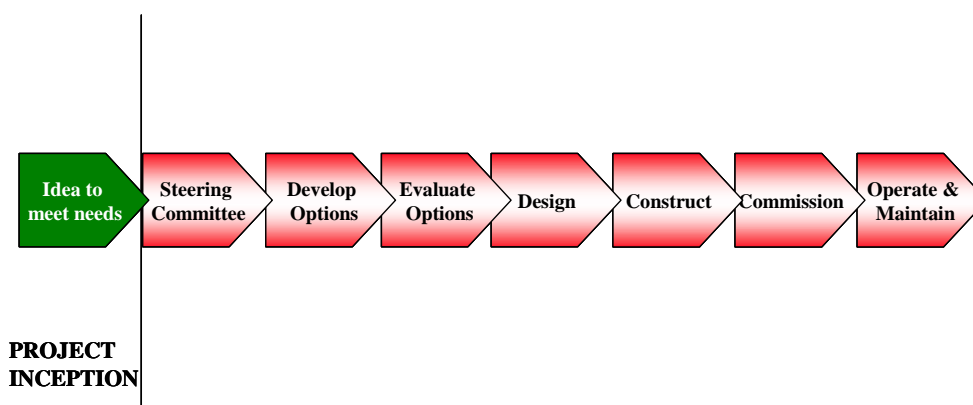 Idea to
meet needs
Steering
Committee
Develop
Options
Evaluate
Options
Design
Construct
Commission
Operate &
Maintain
PROJECT
INCEPTION